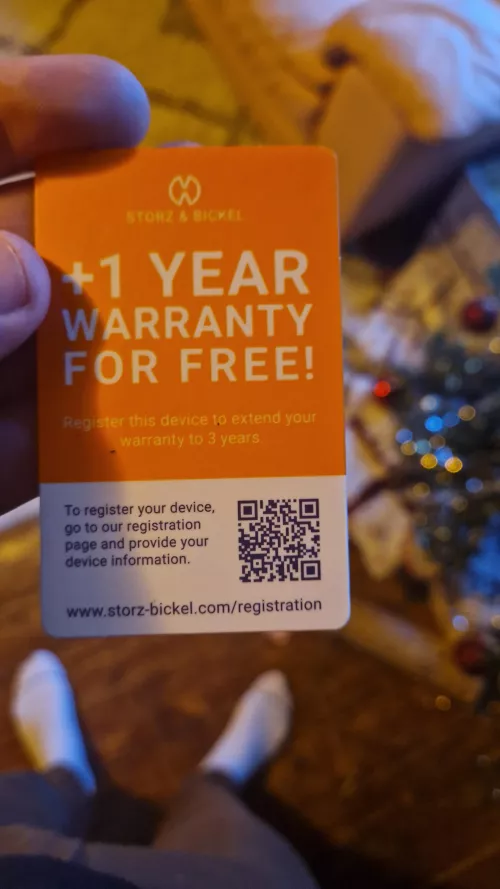 STORZ & BICKEL
+1 YEAR
WARRANTY
FOR FREE!
Register this device to extend your
warranty to 3 years.
To register your device,
go to our registration
page and provide your
device information.
www.storz-bickel.com/registration